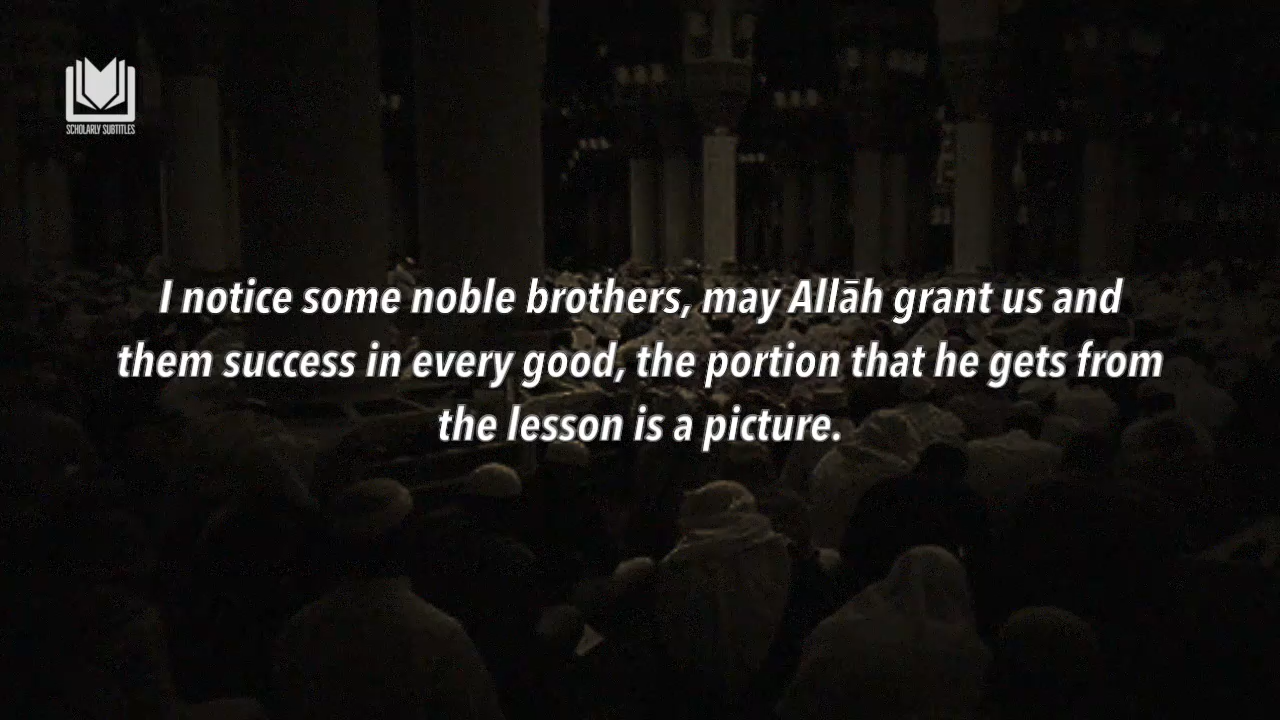 SCHOLARLY SUBTITLES
I notice some noble brothers, may Allāh grant us and
them success in every good, the portion that he gets from
the lesson is a picture.